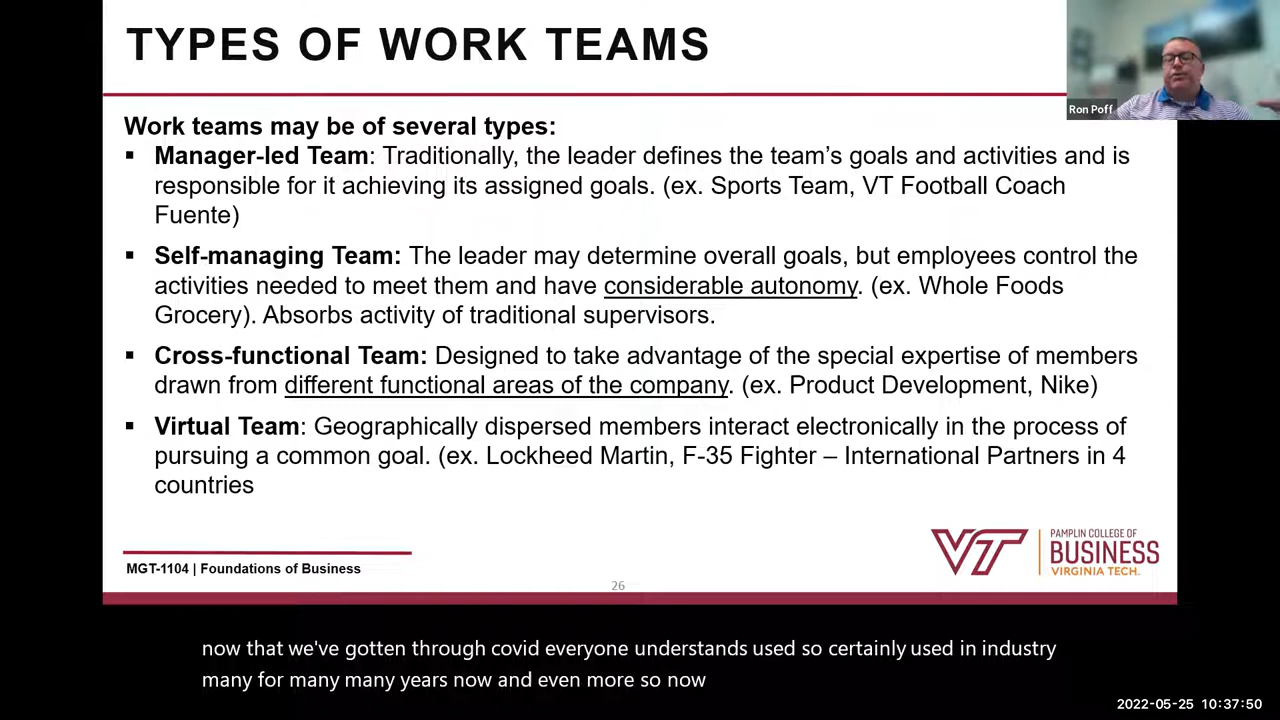 TYPES OF WORK TEAMS
Ron Poff
Work teams may be of several types:
▪ Manager-led Team: Traditionally, the leader defines the team’s goals and activities and is
responsible for it achieving its assigned goals. (ex. Sports Team, VT Football Coach
Fuente)
▪ Self-managing Team: The leader may determine overall goals, but employees control the
activities needed to meet them and have considerable autonomy. (ex. Whole Foods
Grocery). Absorbs activity of traditional supervisors.
▪ Cross-functional Team: Designed to take advantage of the special expertise of members
drawn from different functional areas of the company. (ex. Product Development, Nike)
▪ Virtual Team: Geographically dispersed members interact electronically in the process of
pursuing a common goal. (ex. Lockheed Martin, F-35 Fighter – International Partners in 4
countries
VT
PAMPLIN COLLEGE OF
BUSINESS
VIRGINIA TECH.
MGT-1104 | Foundations of Business
26
now that we've gotten through covid everyone understands used so certainly used in industry
many for many many years now and even more so now
2022-05-25 10:37:50